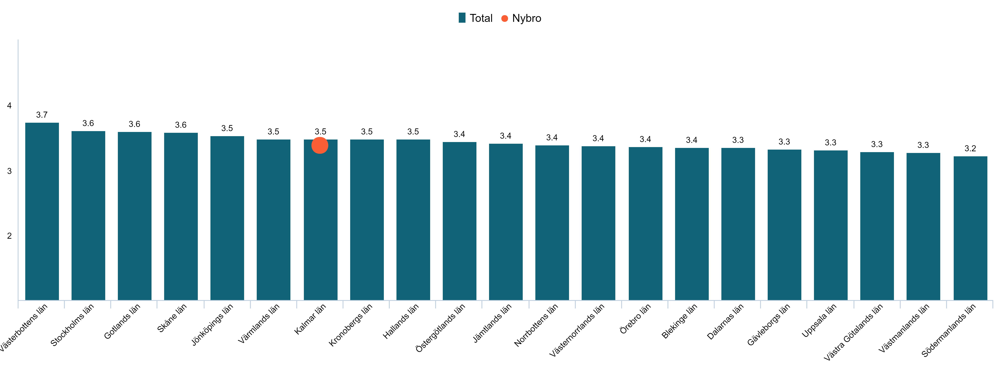 Total Nybro
4
3
2
3.7
3.6
3.6
3.6
3.5
3.5
3.5
3.5
3.5
3.4
3.4
3.4
3.4
3.4
3.4
3.3
3.3
3.3
3.3
3.3
3.2
Västerbottens län
Stockholms län
Gotlands län
Skåne län
Jönköpings län
Värmlands län
Kalmar län
Kronobergs län
Hallands län
Östergötlands län
Jämtlands län
Norrbottens län
Västernorrlands län
Örebro län
Blekinge län
Dalarnas län
Gävleborgs län
Uppsala län
Västra Götalands län
Västmanlands län
Södermanlands län